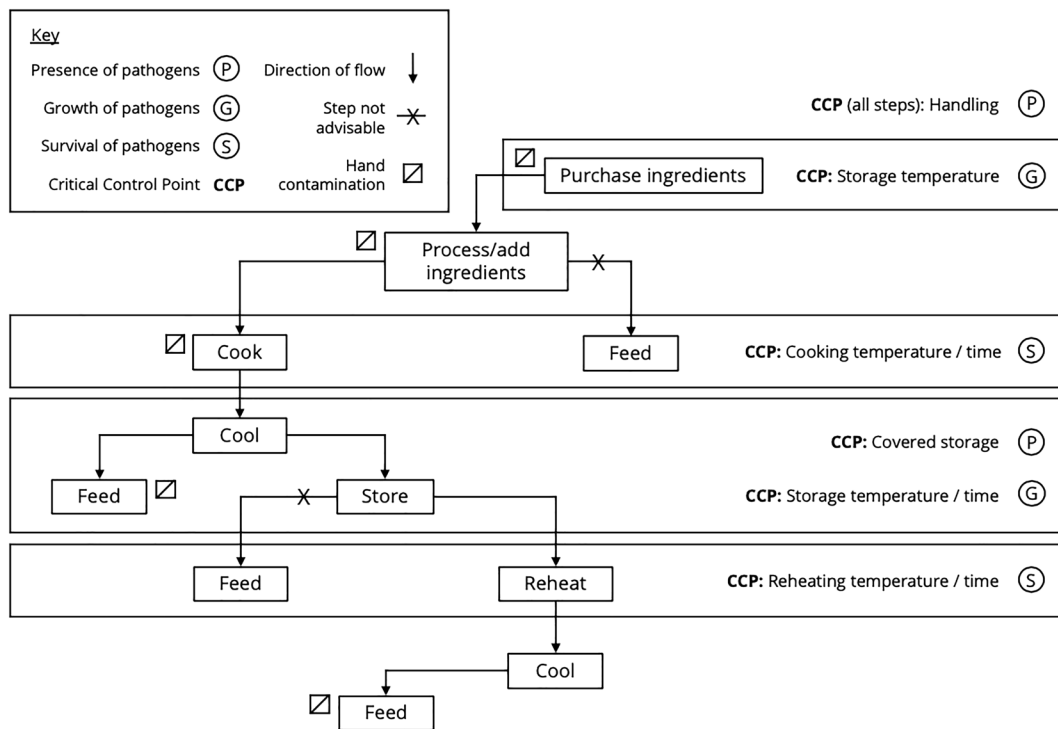 Key
Presence of pathogens P
Growth of pathogens G
Survival of pathogens S
Critical Control Point CCP
Direction of flow
Step not
advisable
X
Hand
contamination
CCP (all steps): Handling P
Purchase ingredients
CCP: Storage temperature G
Process/add
ingredients
X
Cook
Feed
CCP: Cooking temperature / time S
Cool
CCP: Covered storage P
Feed
Store
CCP: Storage temperature / time G
X
Feed
Reheat
CCP: Reheating temperature / time S
Cool
Feed